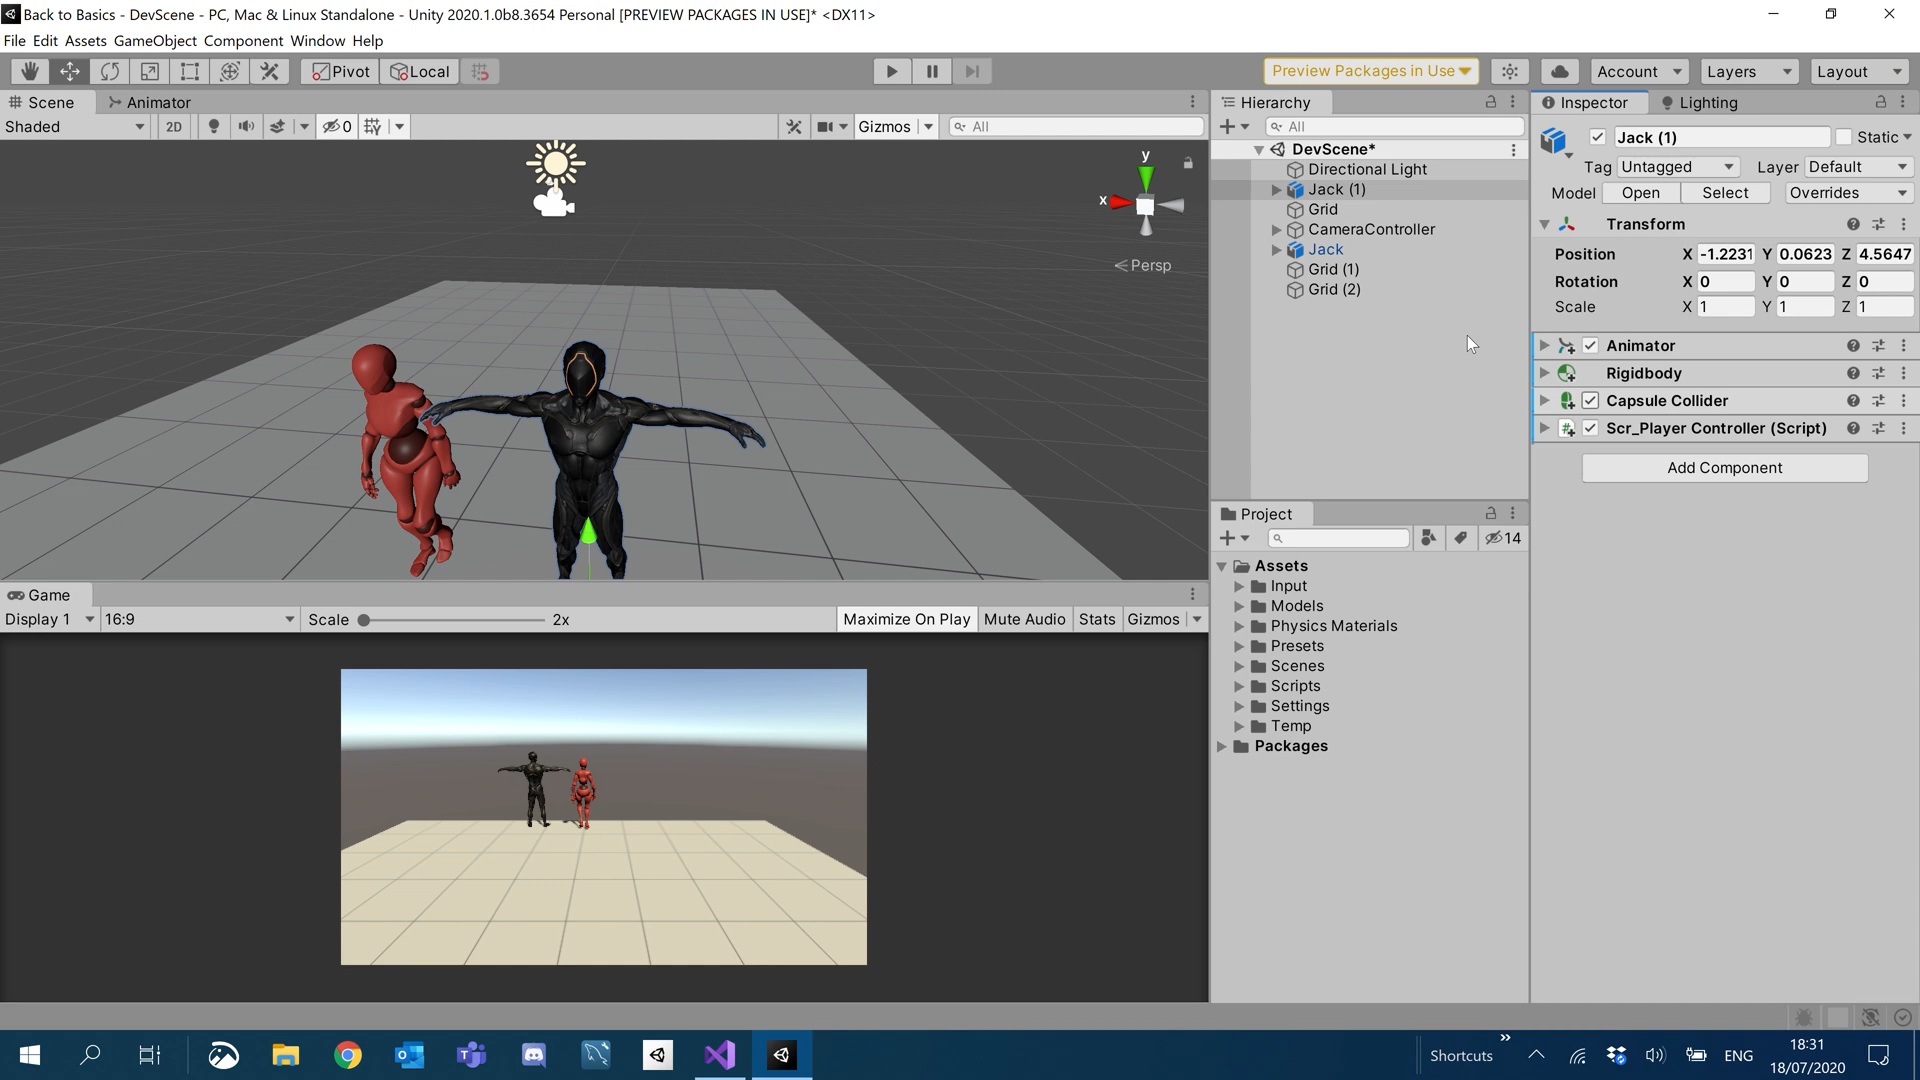 Back to Basics - DevScene - PC, Mac & Linux Standalone - Unity 2020.1.0b8.3654 Personal [PREVIEW PACKAGES IN USE]* <DX11>
File Edit Assets GameObject Component Window Help
Pivot Local Preview Packages in Use Account Layers Layout
Scene Animator
Shaded 2D 0 Gizmos All
y
x
Persp
Game
Display 1 16:9 Scale 2x Maximize On Play Mute Audio Stats Gizmos
Hierarchy
All
DevScene*
Directional Light
Jack (1)
Grid
CameraController
Jack
Grid (1)
Grid (2)
Project
14
Assets
Input
Models
Physics Materials
Presets
Scenes
Scripts
Settings
Temp
Packages
Inspector Lighting
Jack (1) Static
Tag Untagged Layer Default
Model Open Select Overrides
Transform
Position X -1.2231 Y 0.0623 Z 4.5647
Rotation X 0 Y 0 Z 0
Scale X 1 Y 1 Z 1
Animator
Rigidbody
Capsule Collider
# Scr_Player Controller (Script)
Add Component
Shortcuts » ENG 18:31
18/07/2020